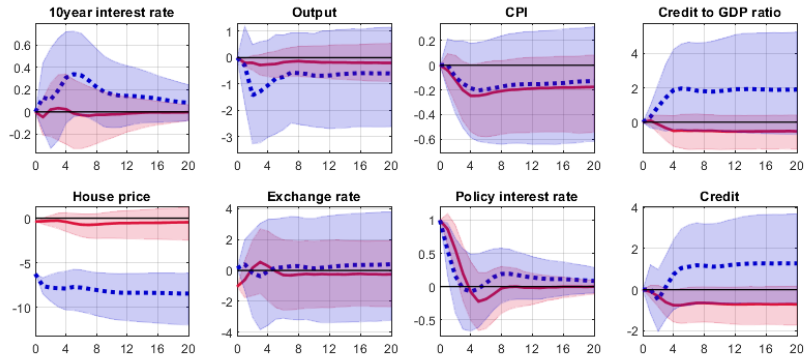 10year interest rate
Output
CPI
Credit to GDP ratio
0.8
0.6
0.4
0.2
0
-0.2
0 4 8 12 16 20
1
0
-1
-2
-3
0 4 8 12 16 20
0.2
0
-0.2
-0.4
-0.6
0 4 8 12 16 20
4
2
0
-2
0 4 8 12 16 20
House price
Exchange rate
Policy interest rate
Credit
0
-5
-10
0 4 8 12 16 20
4
2
0
-2
-4
0 4 8 12 16 20
1
0.5
0
-0.5
0 4 8 12 16 20
4
2
0
-2
0 4 8 12 16 20